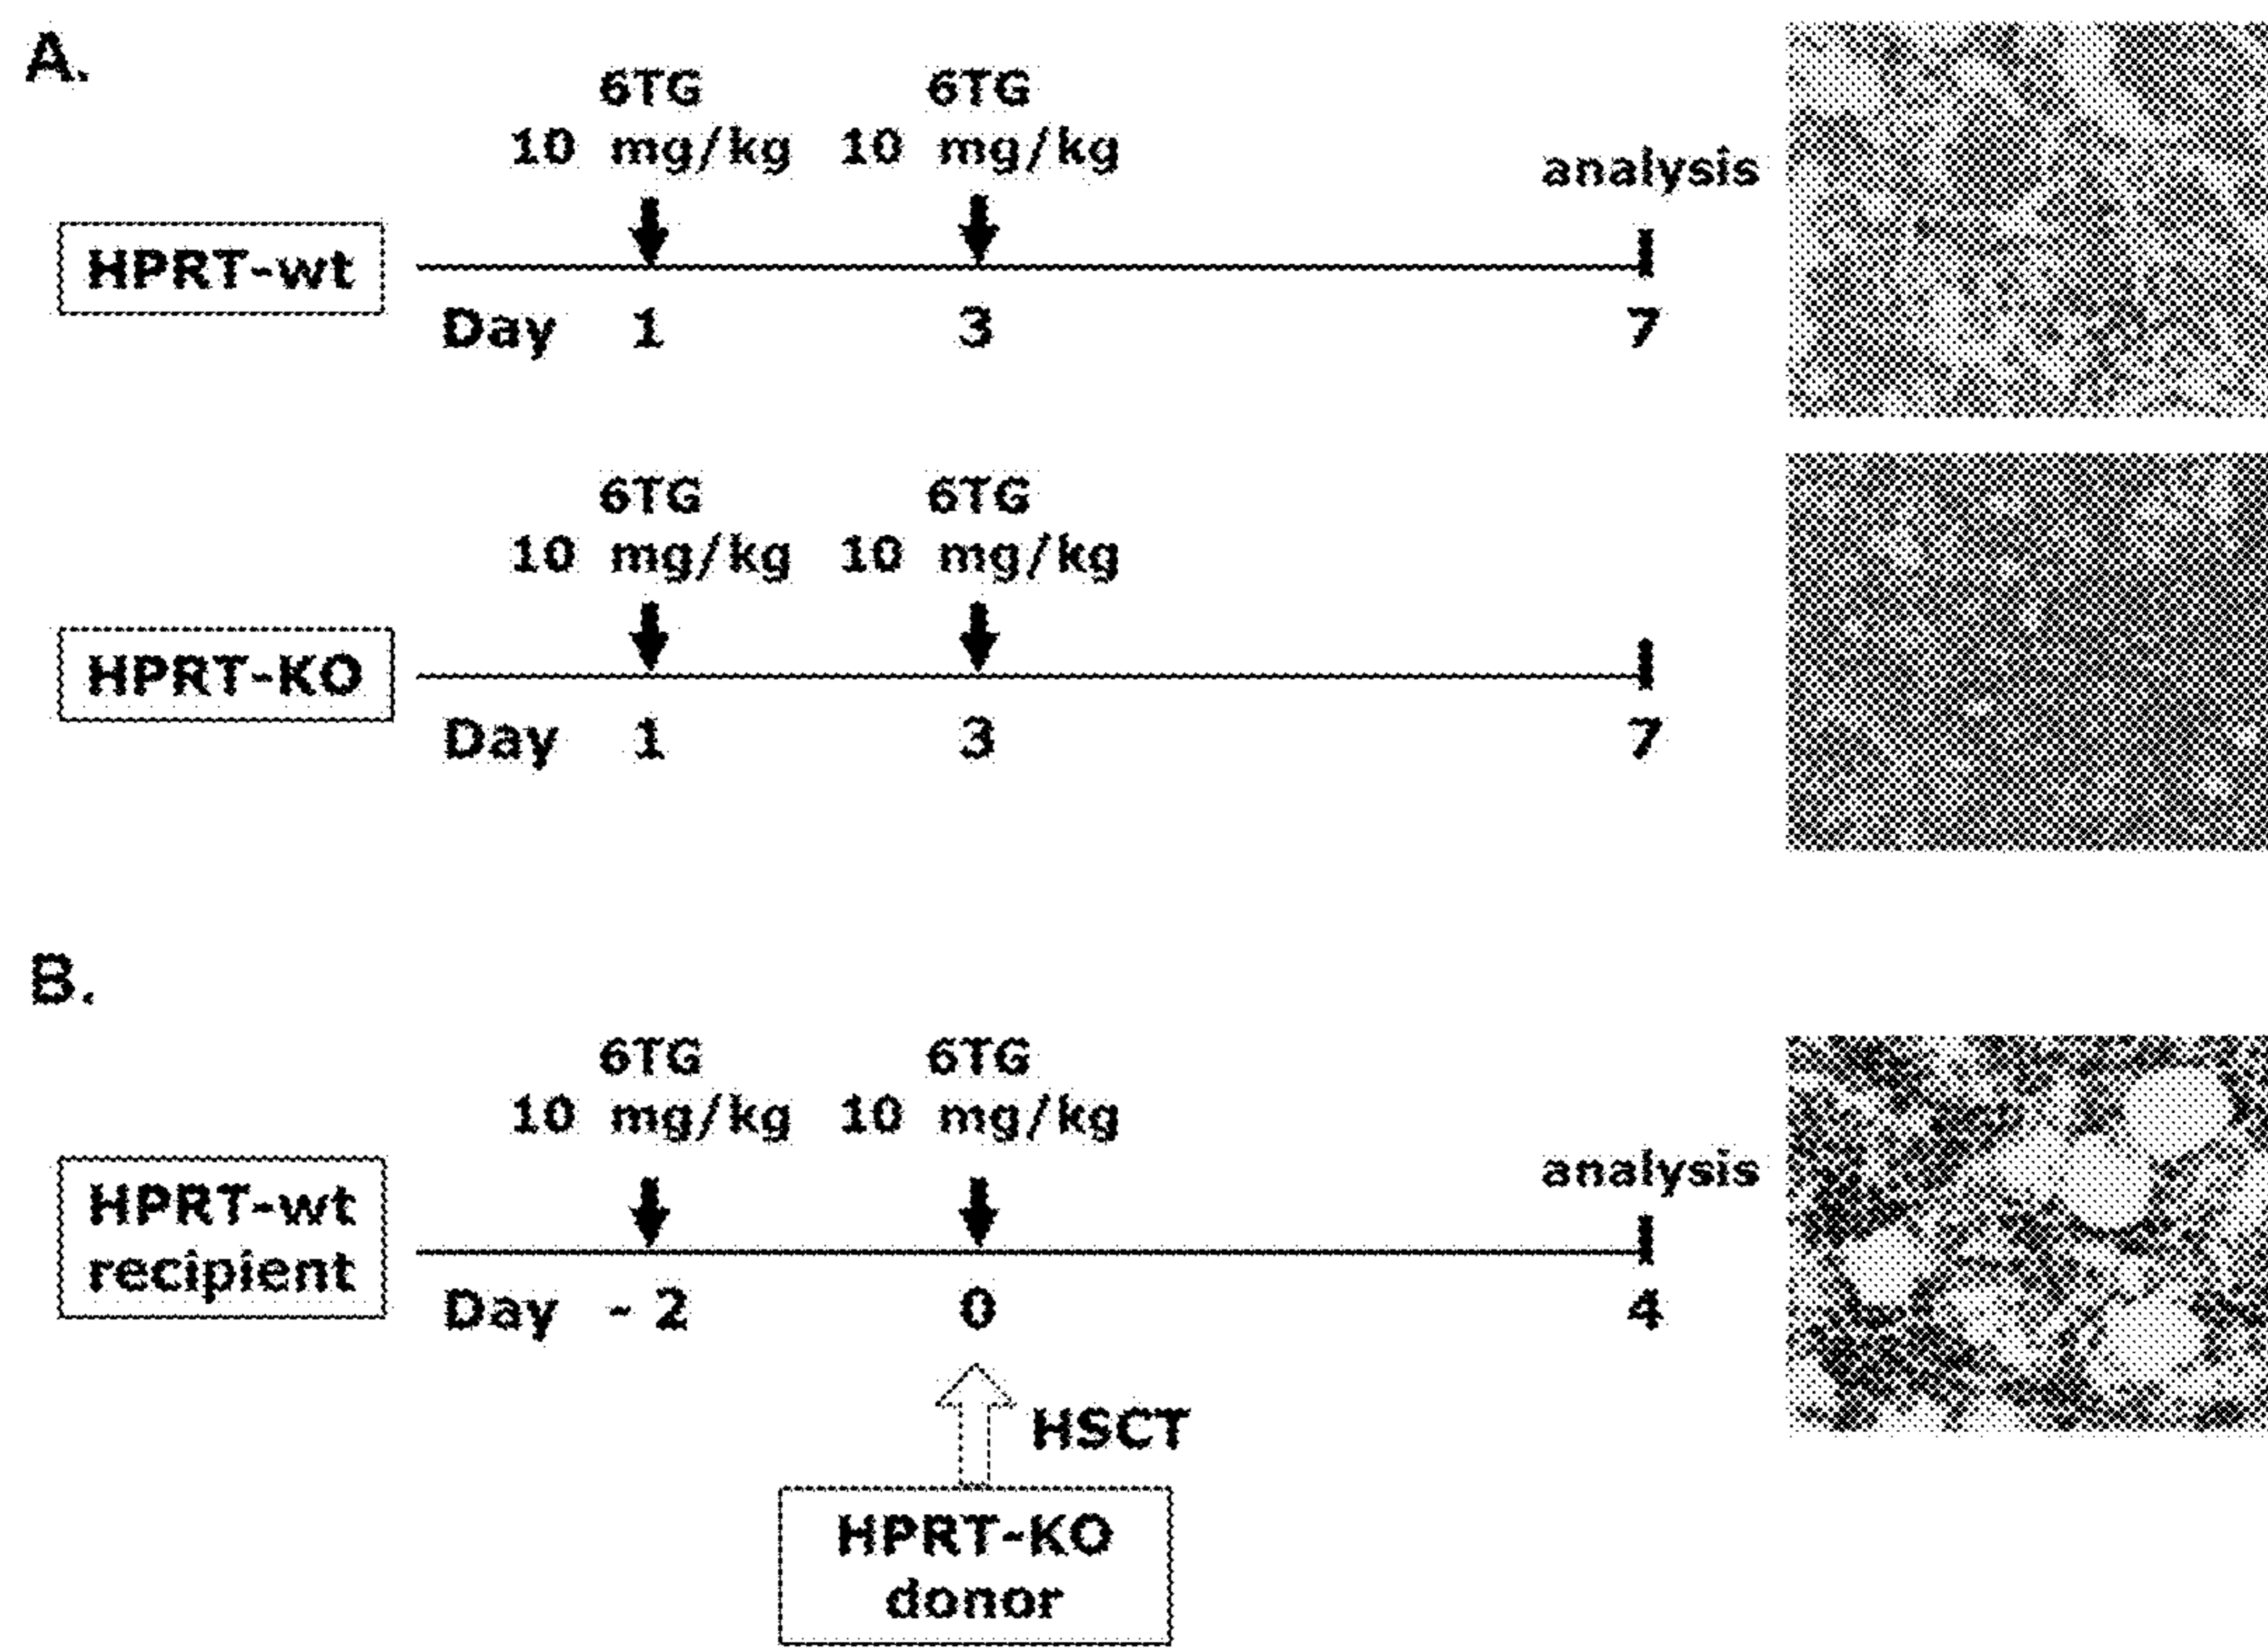 A.
6TG 6TG
10 mg/kg 10 mg/kg
analysis
HPRT-wt
Day 1 3 7
6TG 6TG
10 mg/kg 10 mg/kg
HPRT-KO
Day 1 3 7
B.
6TG 6TG
10 mg/kg 10 mg/kg
analysis
HPRT-wt
recipient
Day - 2 0 4
HSCT
HPRT-KO
donor